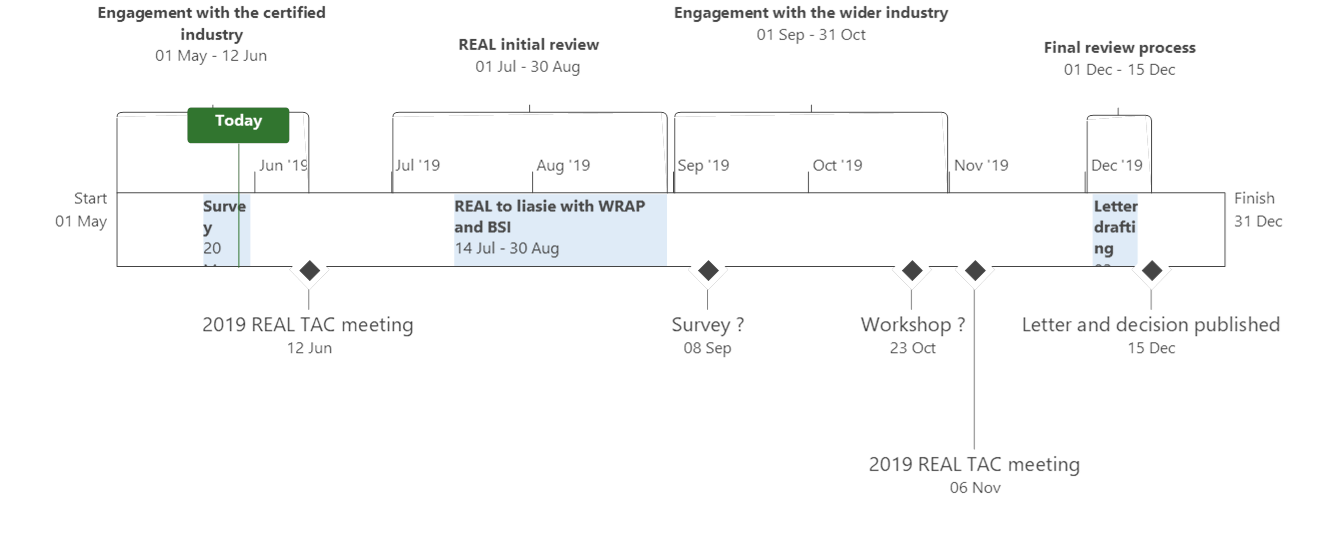 Engagement with the certified
industry
01 May - 12 Jun
REAL initial review
01 Jul - 30 Aug
Engagement with the wider industry
01 Sep - 31 Oct
Final review process
01 Dec - 15 Dec
Today
Jun '19
Jul '19
Aug '19
Sep '19
Oct '19
Nov '19
Dec '19
Start
01 May
Surve
y
20
REAL to liasie with WRAP
and BSI
14 Jul - 30 Aug
Letter
drafti
ng
Finish
31 Dec
2019 REAL TAC meeting
12 Jun
Survey ?
08 Sep
Workshop ?
23 Oct
Letter and decision published
15 Dec
2019 REAL TAC meeting
06 Nov